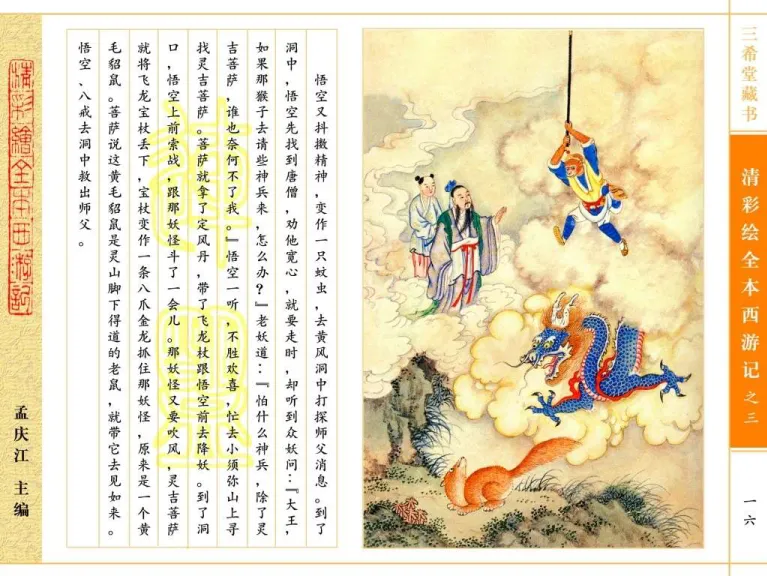 三希堂藏书
清彩绘全本西游记之三
一六
悟空又抖擞精神，变作一只蚊虫，去黄风洞中打探师父消息。到了
洞中，悟空先找到唐僧，劝他宽心，就要走时，却听到众妖问：『大王，
如果那猴子去请些神兵来，怎么办？』老妖道：『怕什么神兵，除了灵
吉菩萨，谁也奈何不了我。』悟空一听，不胜欢喜，忙去小须弥山上寻
找灵吉菩萨。菩萨就拿了定风丹，带了飞龙杖跟悟空前去降妖。到了洞
口，悟空上前索战，跟那妖怪斗了一会儿。那妖怪又要吹风，灵吉菩萨
就将飞龙宝杖丢下，宝杖变作一条八爪金龙抓住那妖怪，原来是一个黄
毛貂鼠。菩萨说这黄毛貂鼠是灵山脚下得道的老鼠，就带它去见如来。
悟空、八戒去洞中救出师父。
清彩繪全本西游記
孟庆江 主编